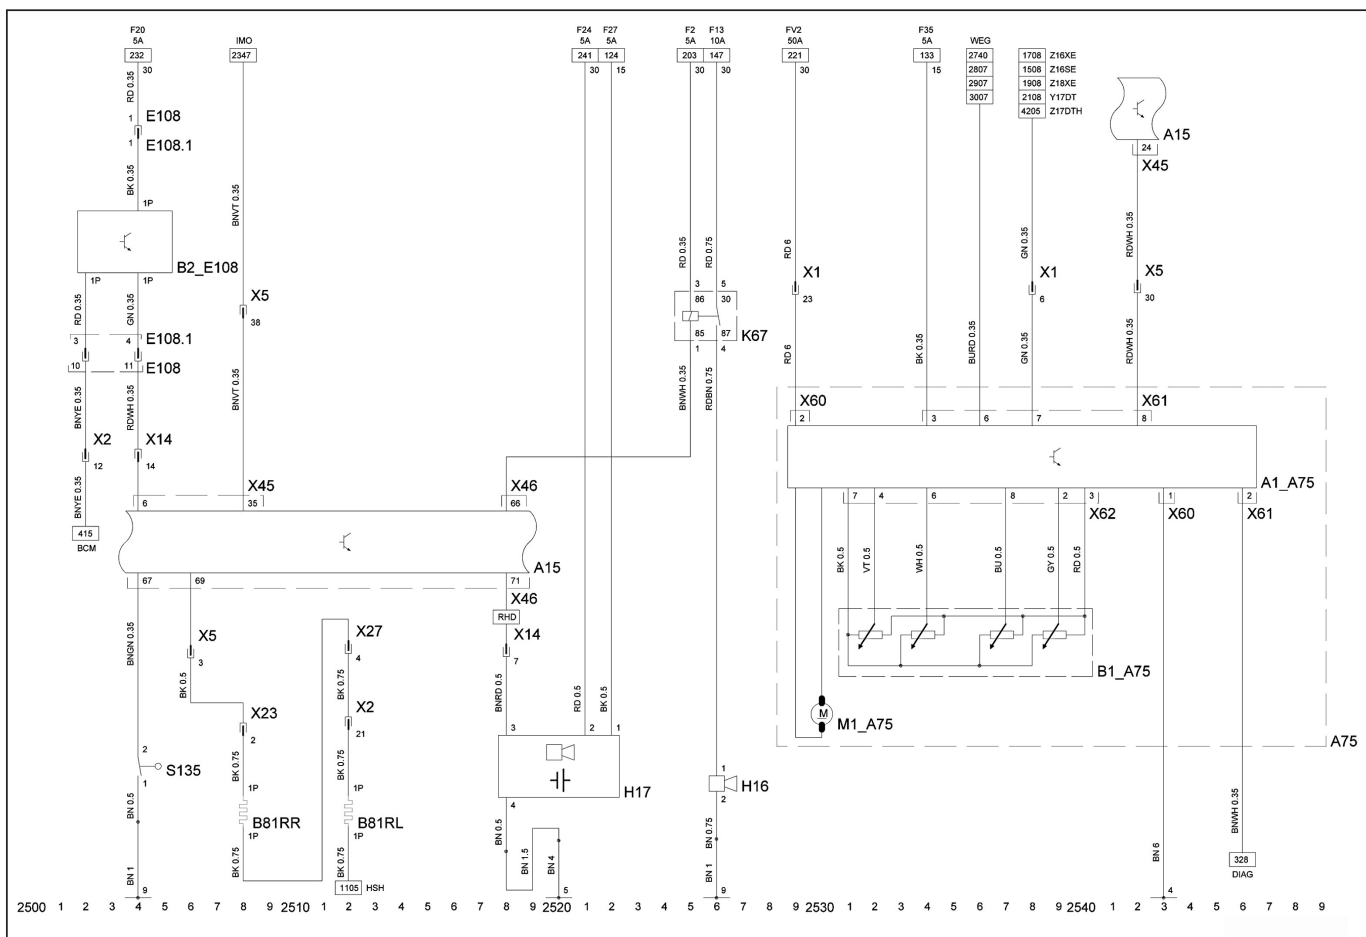 F20 F24 F27 F2 F13 FV2 F35
5A IMO 5A 5A 5A 10A 50A 5A WEG
232 2347 241 124 203 147 221 133 2740 1708 Z16XE
30 30 15 30 30 30 15 2807 1508 Z16SE
2907 1908 Z18XE
3007 2108 Y17DT
4205 Z17DTH
RD 0.35
1 E108
1 E108.1
A15
24
X45
BK 0.35
BNVT 0.35
1P
B2_E108
1P 1P
RD 0.35 RD 0.75 RD 6 GN 0.35 RDWH 0.35
X1 X1 X5
23 6 30
RD 0.35 GN 0.35
X5
38
3 5
86 30
85 87
K67
1 4
3 4 E108.1
10 11 E108
BNVT 0.35
BNWH 0.35 RDBN 0.75
RD 6 BK 0.35 BURD 0.35 GN 0.35 RDWH 0.35
BNYE 0.35 RDWH 0.35
X60 X61
2 3 6 7 8
X2 X14
12 14
BNYE 0.35
X45 X46
6 35 66
A1_A75
7 4 6 8 2 3 1 2
X62 X60 X61
415
BCM
A15
67 69 71
X46
RHD
BK 0.5 VT 0.5 WH 0.5 BU 0.5 GY 0.5 RD 0.5
BNGN 0.35
X5
3
X27
4
X14
7
B1_A75
BK 0.5 BK 0.75 BNRD 0.5 RD 0.5 BK 0.5
X23
2
X2
21
3 2 1
M
M1_A75
A75
2
S135
1
BK 0.75 BK 0.75
1P 1P
B81RR B81RL
1P 1P
H17
4
1
H16
2
BN 0.5
BN 1
BK 0.75 BK 0.75
1105 HSH
BN 0.5 BN 1.5 BN 4
BN 0.75
BN 1
BN 6
BNWH 0.35
328
DIAG
9 5 9 4
2500 1 2 3 4 5 6 7 8 9 2510 1 2 3 4 5 6 7 8 9 2520 1 2 3 4 5 6 7 8 9 2530 1 2 3 4 5 6 7 8 9 2540 1 2 3 4 5 6 7 8 9